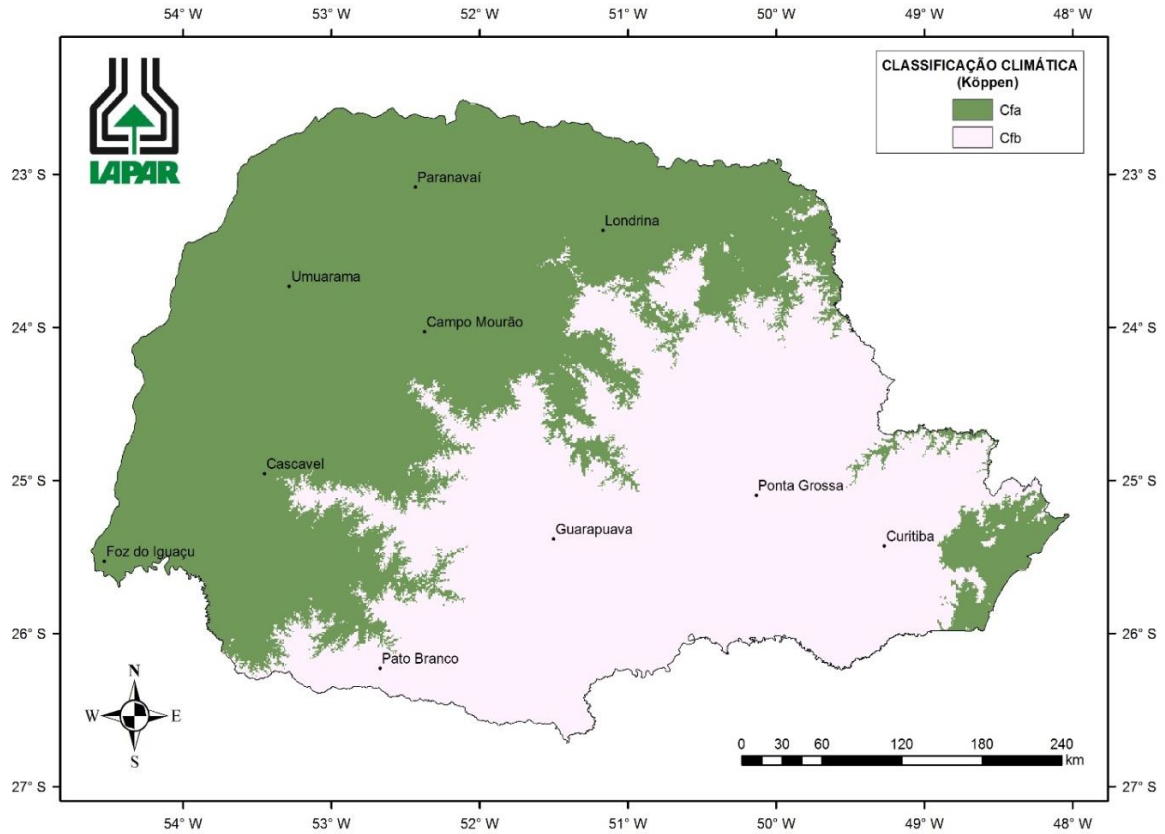 54° W 53° W 52° W 51° W 50° W 49° W 48° W
IAPAR
CLASSIFICAÇÃO CLIMÁTICA
(Köppen)
Cfa
Cfb
23° S 23° S
Paranavaí
Londrina
Umuarama
Campo Mourão
24° S 24° S
Cascavel
25° S 25° S
Ponta Grossa
Guarapuava
Curitiba
Foz do Iguaçu
26° S 26° S
Pato Branco
N
W E
S
0 30 60 120 180 240
km
27° S 27° S
54° W 53° W 52° W 51° W 50° W 49° W 48° W